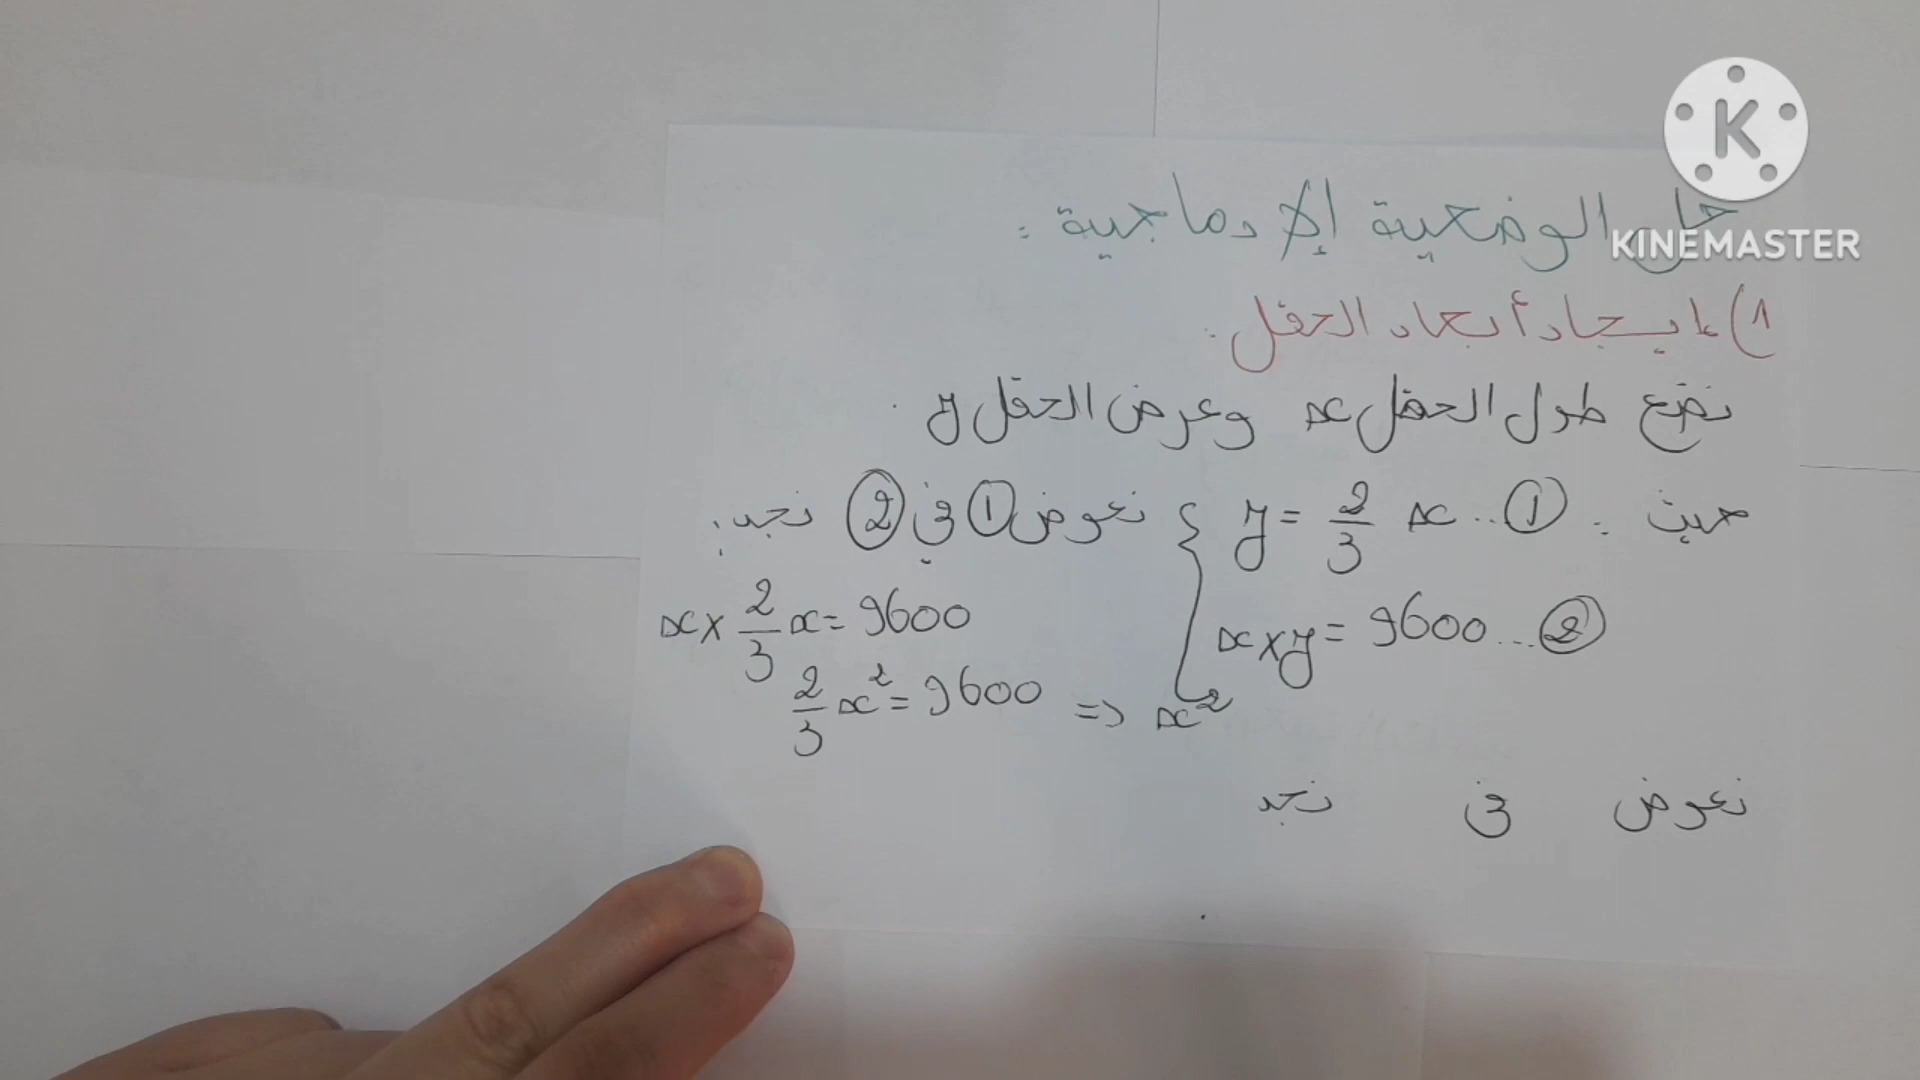 K
KINEMASTER
حل الوضعية الإدماجية :
1) إيجاد أبعاد الحقل :
نضع طول الحقل x وعرض الحقل y .
حيث : y = 2/3 x .. ① نعوض ① في ② نجد :
x × y = 9600 ... ②
x × 2/3 x = 9600
2/3 x² = 9600 => x²
نعوض في نجد